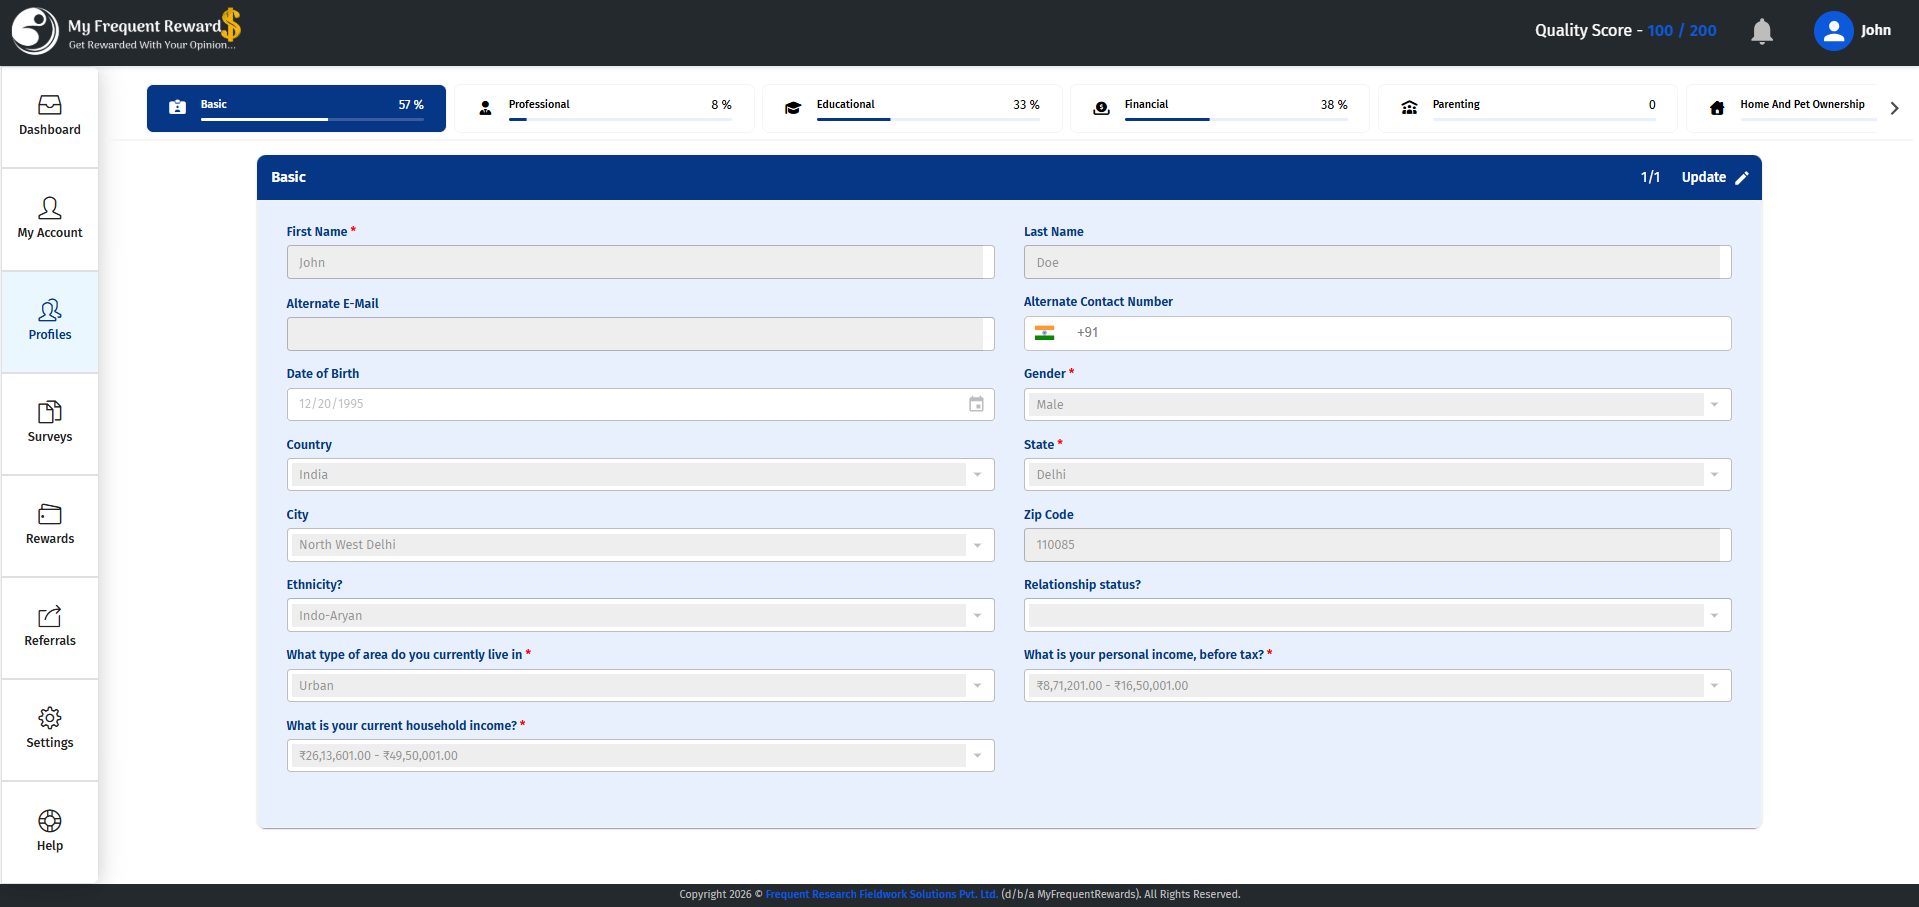 My Frequent Reward$
Get Rewarded With Your Opinion...
Quality Score - 100 / 200
John
Dashboard
My Account
Profiles
Surveys
Rewards
Referrals
Settings
Help
Basic 57 %
Professional 8 %
Educational 33 %
Financial 38 %
Parenting 0
Home And Pet Ownership
Basic 1/1 Update
First Name *
John
Last Name
Doe
Alternate E-Mail
Alternate Contact Number
+91
Date of Birth
12/20/1995
Gender *
Male
Country
India
State *
Delhi
City
North West Delhi
Zip Code
110085
Ethnicity?
Indo-Aryan
Relationship status?
What type of area do you currently live in *
Urban
What is your personal income, before tax? *
₹8,71,201.00 - ₹16,50,001.00
What is your current household income? *
₹26,13,601.00 - ₹49,50,001.00
Copyright 2026 © Frequent Research Fieldwork Solutions Pvt. Ltd. (d/b/a MyFrequentRewards). All Rights Reserved.